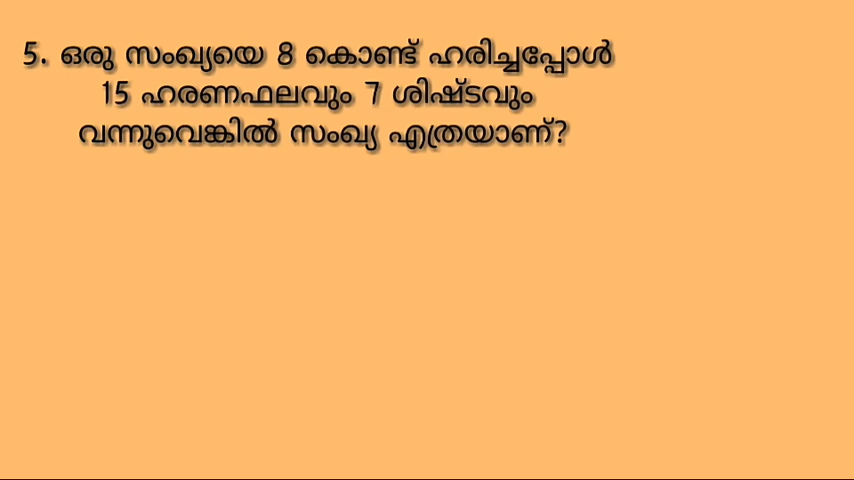 5. ഒരു സംഖ്യയെ 8 കൊണ്ട് ഹരിച്ചപ്പോൾ
15 ഹരണഫലവും 7 ശിഷ്ടവും
വന്നുവെങ്കിൽ സംഖ്യ എത്രയാണ്?